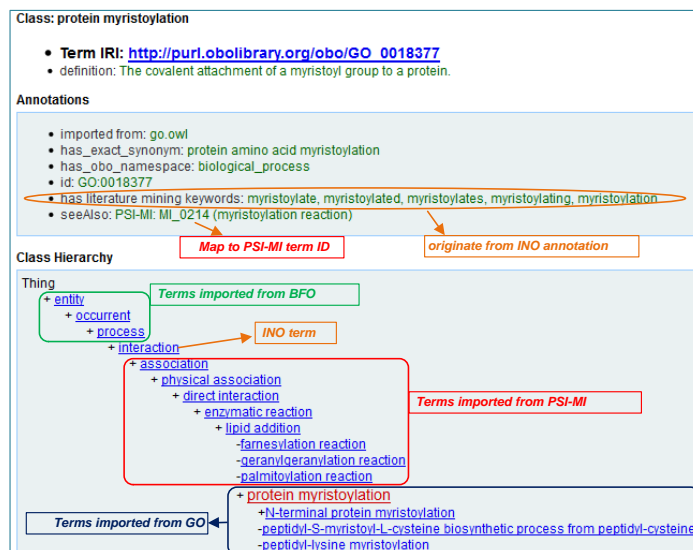 Class: protein myristoylation
• Term IRI: http://purl.obolibrary.org/obo/GO_0018377
• definition: The covalent attachment of a myristoyl group to a protein.
Annotations
• imported from: go.owl
• has_exact_synonym: protein amino acid myristoylation
• has_obo_namespace: biological_process
• id: GO:0018377
• has literature mining keywords: myristoylate, myristoylated, myristoylates, myristoylating, myristoylation
• seeAlso: PSI-MI: MI_0214 (myristoylation reaction)
Map to PSI-MI term ID
originate from INO annotation
Class Hierarchy
Thing
+ entity
Terms imported from BFO
+ occurrent
+ process
INO term
+ interaction
+ association
+ physical association
+ direct interaction
Terms imported from PSI-MI
+ enzymatic reaction
+ lipid addition
-farnesylation reaction
-geranylgeranylation reaction
-palmitoylation reaction
+ protein myristoylation
+N-terminal protein myristoylation
Terms imported from GO
-peptidyl-S-myristoyl-L-cysteine biosynthetic process from peptidyl-cysteine
-peptidyl-lysine myristoylation